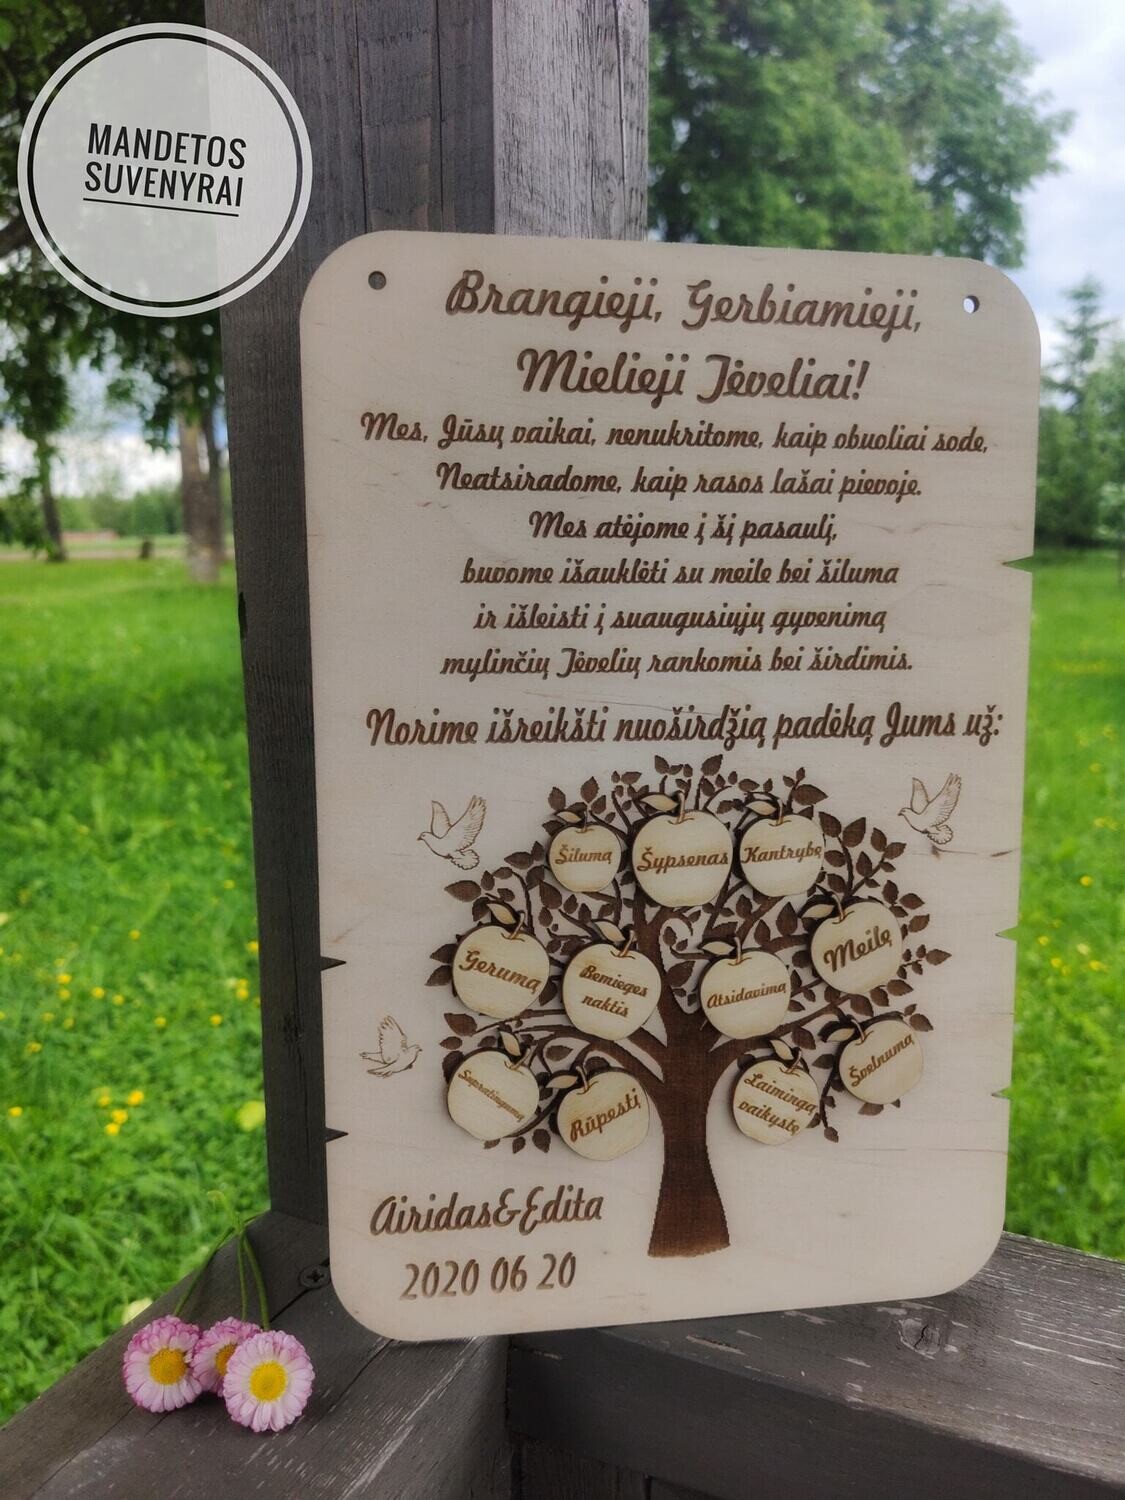 MANDETOS
SUVENYRAI
Brangieji, Gerbiamieji,
Mielieji Tėveliai!
Mes, Jūsų vaikai, nenukritome, kaip obuoliai sode,
Neatsiradome, kaip rasos lašai pievoje.
Mes atėjome į šį pasaulį,
buvome išauklėti su meile bei šiluma
ir išleisti į suaugusiųjų gyvenimą
mylinčių Tėvelių rankomis bei širdimis.
Norime išreikšti nuoširdžią padėką Jums už:
Šilumą
Šypsenas
Kantrybę
Gerumą
Bemieges
naktis
Atsidavimą
Meilę
Supratingumą
Rūpestį
Laimingą
vaikystę
Švelnumą
Airidas&Edita
2020 06 20